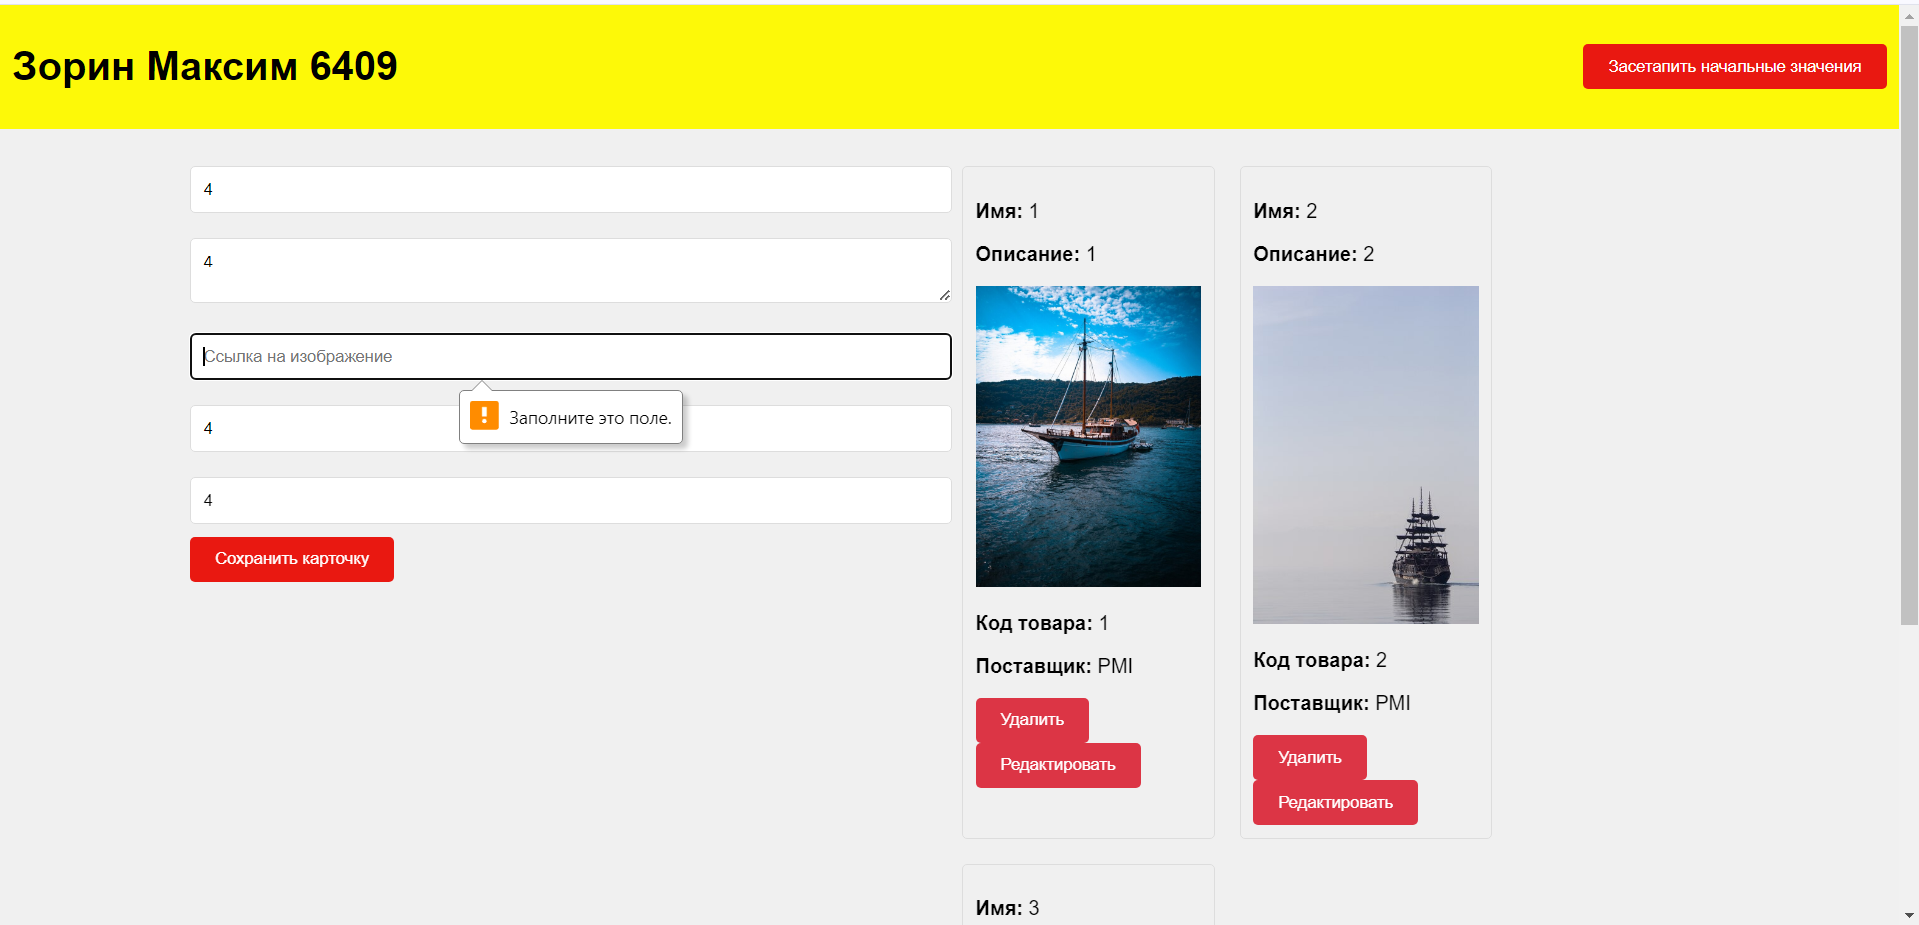 Зорин Максим 6409
Засетапить начальные значения
4
4
Ссылка на изображение
Заполните это поле.
4
4
Сохранить карточку
Имя: 1
Описание: 1
Код товара: 1
Поставщик: PMI
Удалить
Редактировать
Имя: 2
Описание: 2
Код товара: 2
Поставщик: PMI
Удалить
Редактировать
Имя: 3